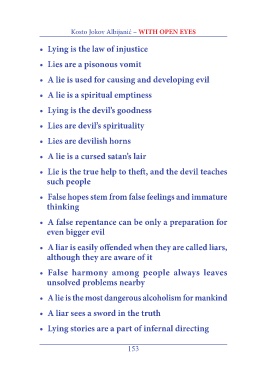 Kosto Jokov Albijanić – WITH OPEN EYES
• Lying is the law of injustice
• Lies are a pisonous vomit
• A lie is used for causing and developing evil
• A lie is a spiritual emptiness
• Lying is the devil's goodness
• Lies are devil's spirituality
• Lies are devilish horns
• A lie is a cursed satan's lair
• Lie is the true help to theft, and the devil teaches
such people
• False hopes stem from false feelings and immature
thinking
• A false repentance can be only a preparation for
even bigger evil
• A liar is easily offended when they are called liars,
although they are aware of it
• False harmony among people always leaves
unsolved problems nearby
• A lie is the most dangerous alcoholism for mankind
• A liar sees a sword in the truth
• Lying stories are a part of infernal directing
153